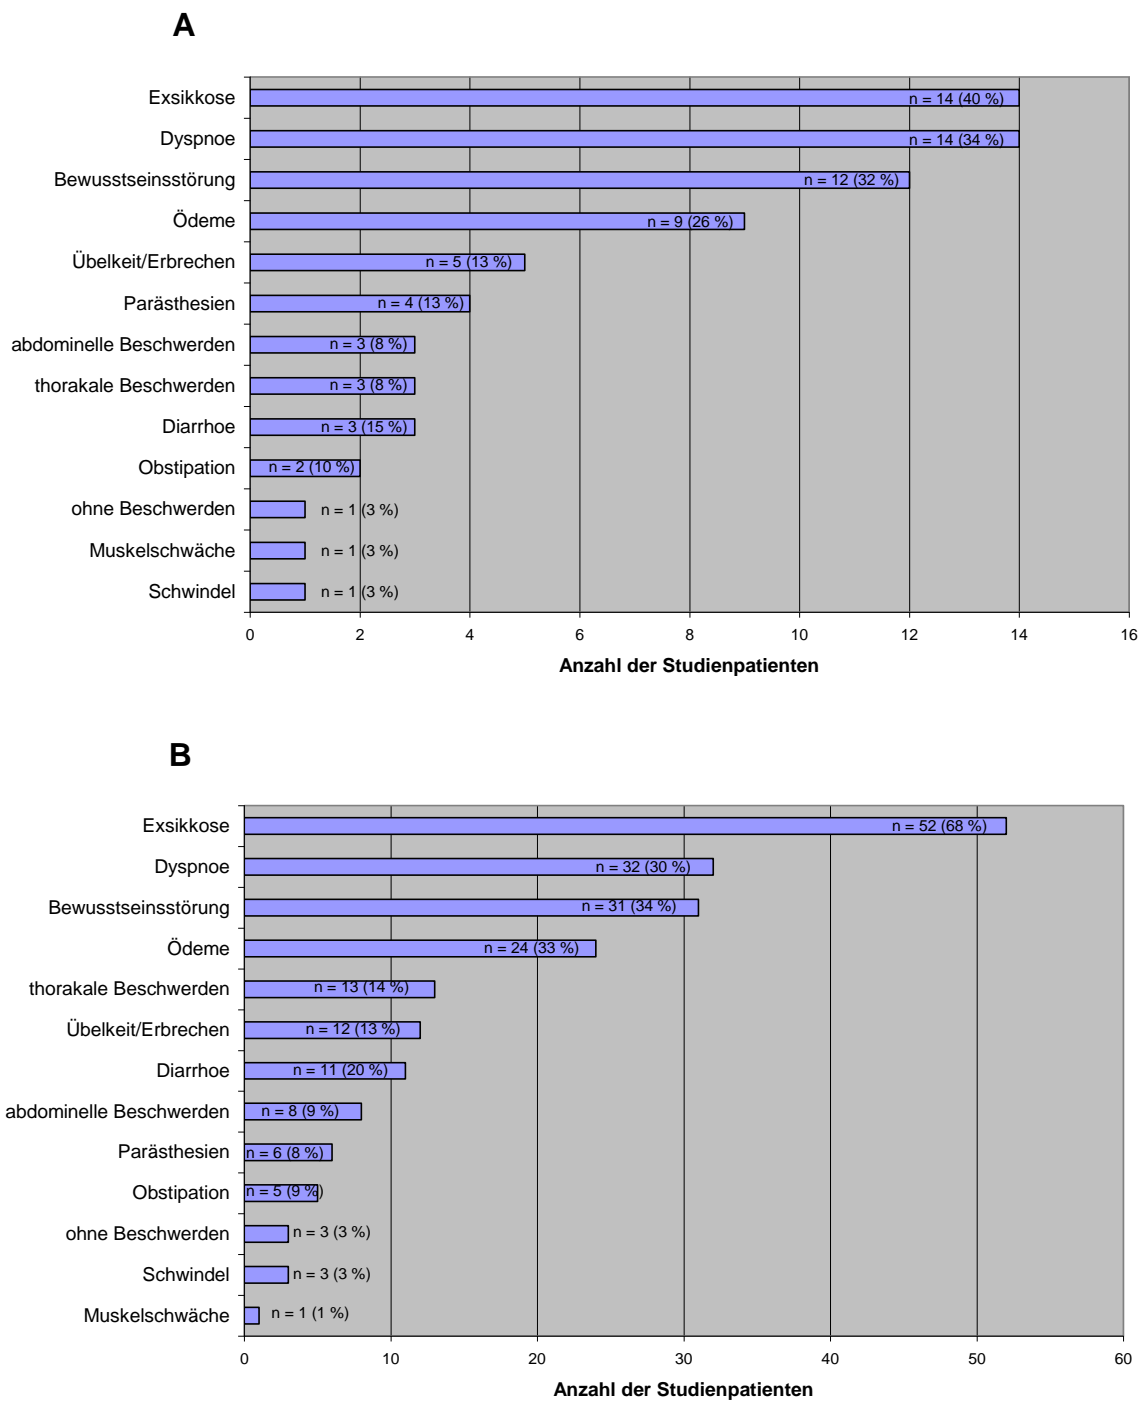 A
Exsikkose n = 14 (40 %)
Dyspnoe n = 14 (34 %)
Bewusstseinsstörung n = 12 (32 %)
Ödeme n = 9 (26 %)
Übelkeit/Erbrechen n = 5 (13 %)
Parästhesien n = 4 (13 %)
abdominelle Beschwerden n = 3 (8 %)
thorakale Beschwerden n = 3 (8 %)
Diarrhoe n = 3 (15 %)
Obstipation n = 2 (10 %)
ohne Beschwerden n = 1 (3 %)
Muskelschwäche n = 1 (3 %)
Schwindel n = 1 (3 %)
0 2 4 6 8 10 12 14 16
Anzahl der Studienpatienten
B
Exsikkose n = 52 (68 %)
Dyspnoe n = 32 (30 %)
Bewusstseinsstörung n = 31 (34 %)
Ödeme n = 24 (33 %)
thorakale Beschwerden n = 13 (14 %)
Übelkeit/Erbrechen n = 12 (13 %)
Diarrhoe n = 11 (20 %)
abdominelle Beschwerden n = 8 (9 %)
Parästhesien n = 6 (8 %)
Obstipation n = 5 (9 %)
ohne Beschwerden n = 3 (3 %)
Schwindel n = 3 (3 %)
Muskelschwäche n = 1 (1 %)
0 10 20 30 40 50 60
Anzahl der Studienpatienten